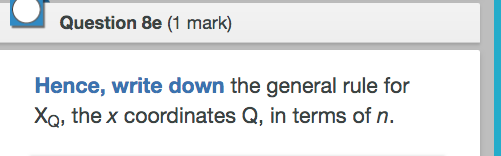 Question 8e (1 mark)
Hence, write down the general rule for
XQ, the x coordinates Q, in terms of n.